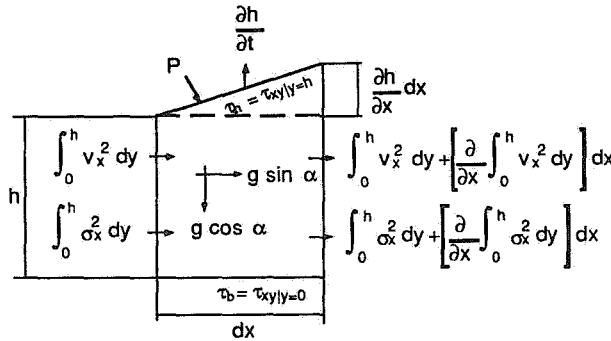 ∂h
∂t
P
τₕ = τxy|y=h
∂h
∂x dx
∫₀ʰ vₓ² dy
∫₀ʰ vₓ² dy + [∂/∂x ∫₀ʰ vₓ² dy] dx
g sin α
h
∫₀ʰ σₓ² dy
g cos α
∫₀ʰ σₓ² dy + [∂/∂x ∫₀ʰ σₓ² dy] dx
τb = τxy|y=0
dx